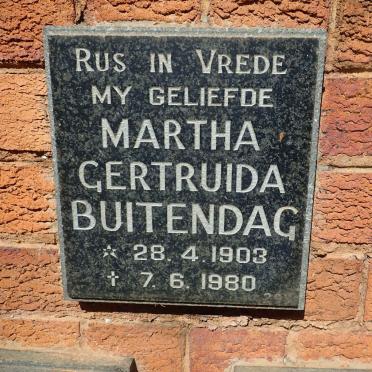 Rus in Vrede
my geliefde
Martha
Gertruida
Buitendag
* 28. 4. 1903
† 7. 6. 1980